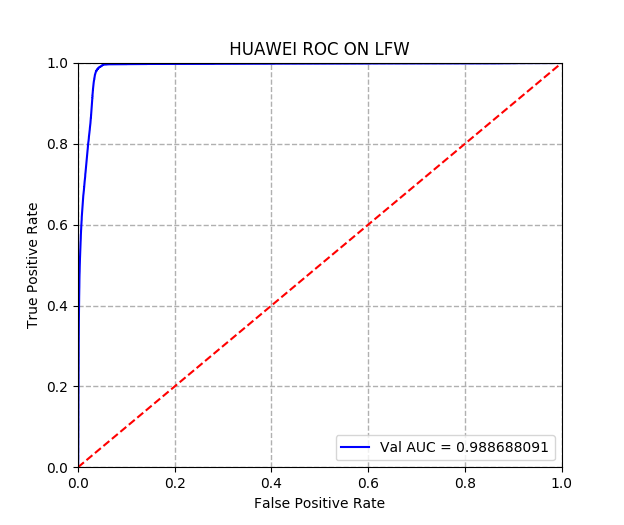 HUAWEI ROC ON LFW
1.0
0.8
0.6
0.4
0.2
0.0
True Positive Rate
Val AUC = 0.988688091
0.0 0.2 0.4 0.6 0.8 1.0
False Positive Rate